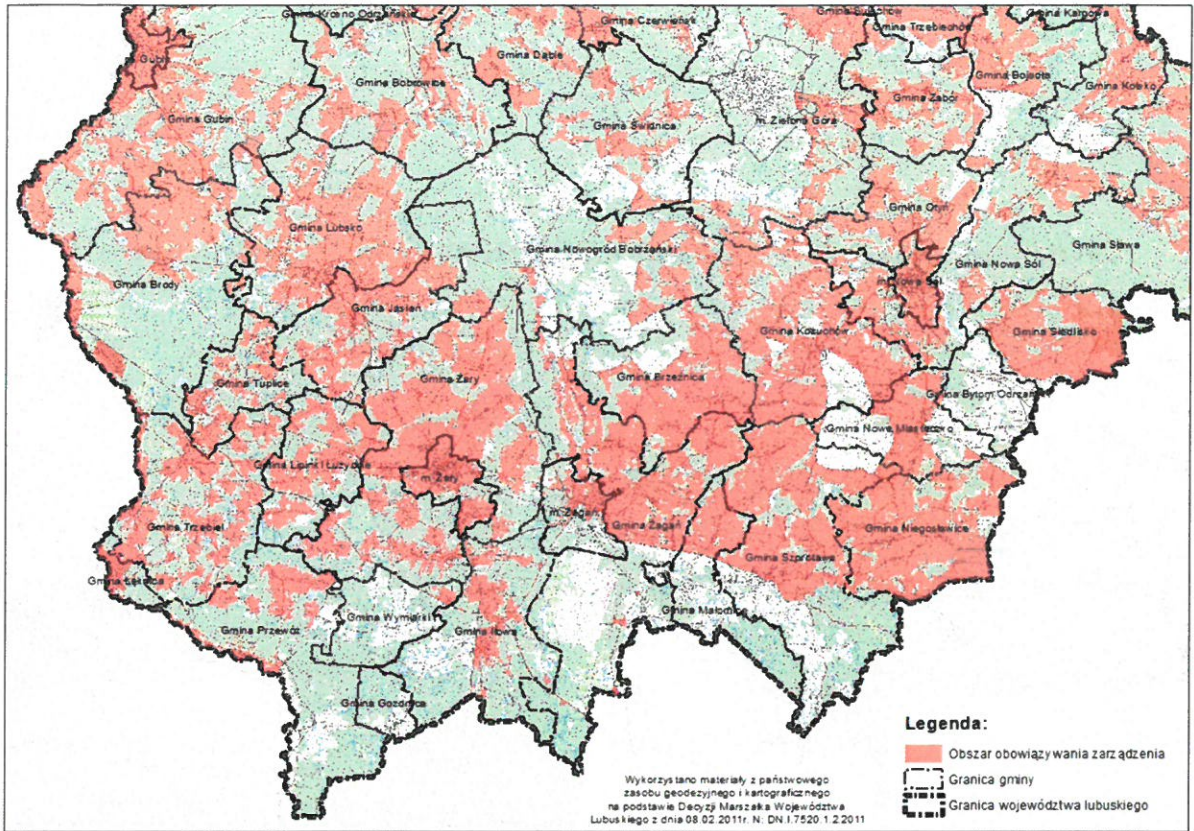 Gmina Krosno Odrzańskie
Gmina Czerwieńsk
Gmina Sulechów
Gmina Trzebiechów
Gmina Kargowa
Gubin
Gmina Dąbie
Gmina Bobrowice
Gmina Bojadła
Gmina Kolsko
Gmina Zabór
Gmina Gubin
Gmina Świdnica
m. Zielona Góra
Gmina Otyń
Gmina Lubsko
Gmina Nowogród Bobrzański
Gmina Sława
Gmina Nowa Sól
Gmina Brody
m. Nowa Sól
Gmina Jasień
Gmina Kożuchów
Gmina Siedlisko
Gmina Tuplice
Gmina Żary
Gmina Brzeźnica
Gmina Bytom Odrzań
Gmina Nowe Miasteczko
Gmina Lipinki Łużyckie
m. Żary
m. Żagań
Gmina Trzebiel
Gmina Żagań
Gmina Niegosławice
Gmina Szprotawa
Gmina Łęknica
Gmina Wymiarki
Gmina Małomice
Gmina Przewóz
Gmina Iłowa
Gmina Gozdnica
Legenda:
Obszar obowiązywania zarządzenia
Granica gminy
Granica województwa lubuskiego
Wykorzystano materiały z państwowego
zasobu geodezyjnego i kartograficznego
na podstawie Decyzji Marszałka Województwa
Lubuskiego z dnia 08.02.2011r. N: DN.I.7520.1.2.2011